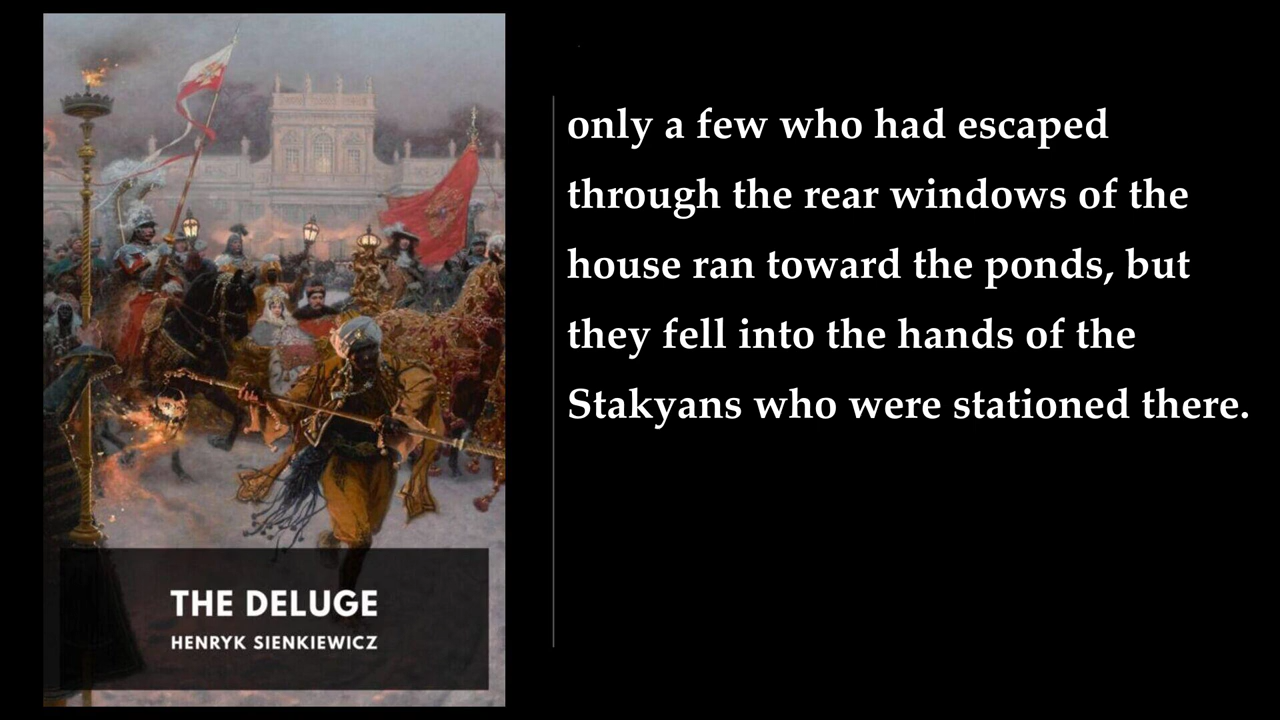 only a few who had escaped
through the rear windows of the
house ran toward the ponds, but
they fell into the hands of the
Stakyans who were stationed there.
THE DELUGE
HENRYK SIENKIEWICZ